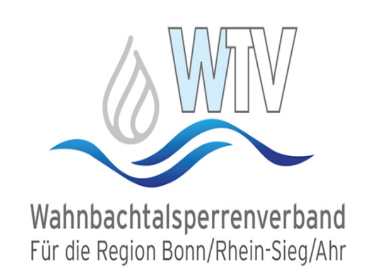 WTV
Wahnbachtalsperrenverband
Für die Region Bonn/Rhein-Sieg/Ahr